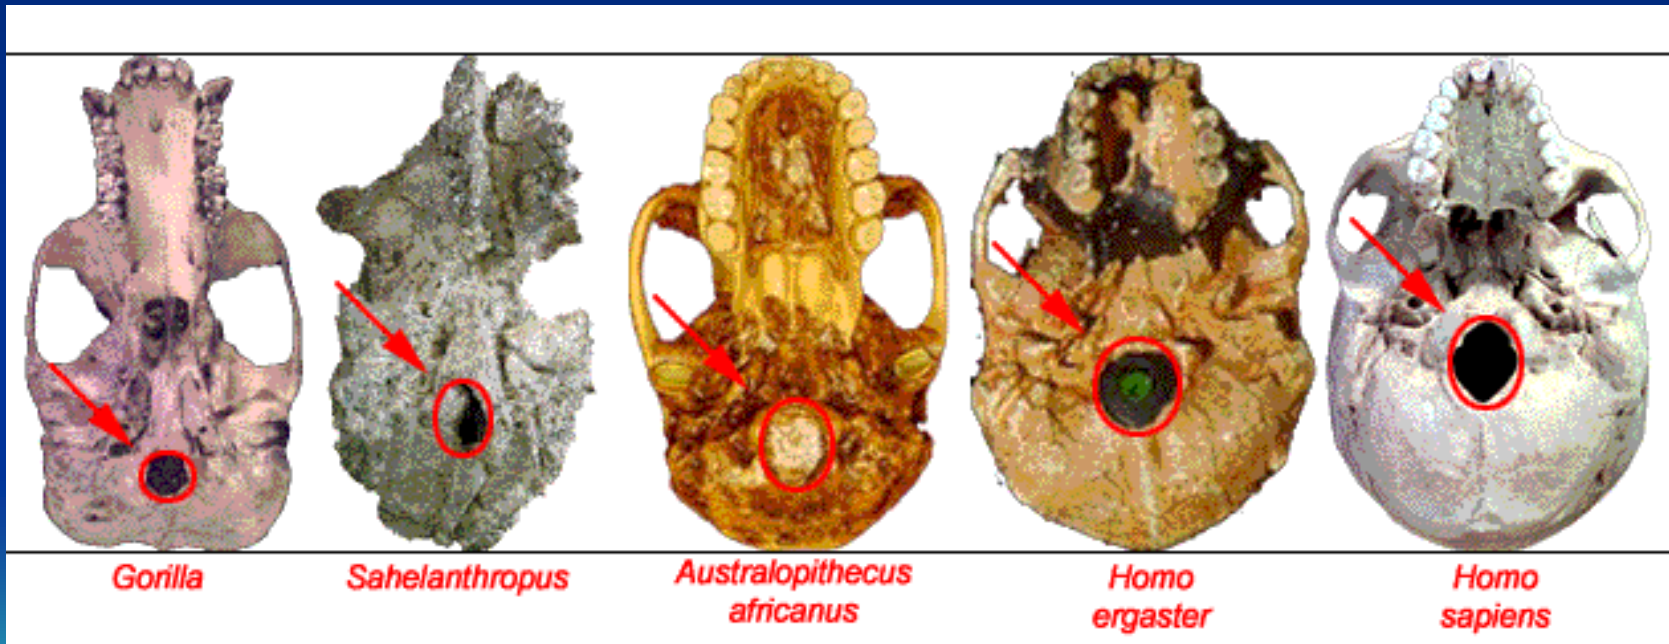 Gorilla
Sahelanthropus
Australopithecus
africanus
Homo
ergaster
Homo
sapiens